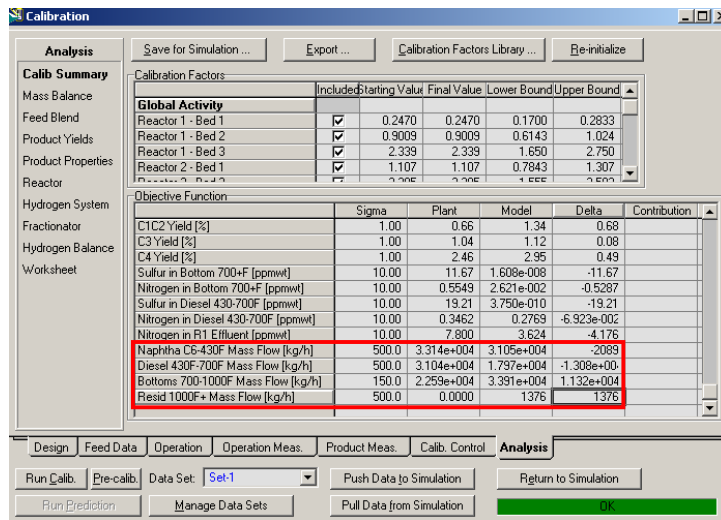 Calibration
Analysis
Calib Summary
Mass Balance
Feed Blend
Product Yields
Product Properties
Reactor
Hydrogen System
Fractionator
Hydrogen Balance
Worksheet
Save for Simulation ... Export ... Calibration Factors Library ... Re-initialize
Calibration Factors
Included Starting Value Final Value Lower Bound Upper Bound
Global Activity
Reactor 1 - Bed 1 0.2470 0.2470 0.1700 0.2833
Reactor 1 - Bed 2 0.9009 0.9009 0.6143 1.024
Reactor 1 - Bed 3 2.339 2.339 1.650 2.750
Reactor 2 - Bed 1 1.107 1.107 0.7843 1.307
Objective Function
Sigma Plant Model Delta Contribution
C1C2 Yield [%] 1.00 0.66 1.34 0.68
C3 Yield [%] 1.00 1.04 1.12 0.08
C4 Yield [%] 1.00 2.46 2.95 0.49
Sulfur in Bottom 700+F [ppmwt] 10.00 11.67 1.608e-008 -11.67
Nitrogen in Bottom 700+F [ppmwt] 10.00 0.5549 2.621e-002 -0.5287
Sulfur in Diesel 430-700F [ppmwt] 10.00 19.21 3.750e-010 -19.21
Nitrogen in Diesel 430-700F [ppmwt] 10.00 0.3462 0.2769 -6.923e-002
Nitrogen in R1 Effluent [ppmwt] 10.00 7.800 3.624 -4.176
Naphtha C6-430F Mass Flow [kg/h] 500.0 3.314e+004 3.105e+004 -2089
Diesel 430F-700F Mass Flow [kg/h] 500.0 3.104e+004 1.797e+004 -1.308e+00
Bottoms 700-1000F Mass Flow [kg/h] 150.0 2.259e+004 3.391e+004 1.132e+004
Resid 1000F+ Mass Flow [kg/h] 500.0 0.0000 1376 1376
Design Feed Data Operation Operation Meas. Product Meas. Calib. Control Analysis
Run Calib. Pre-calib. Data Set: Set-1 Push Data to Simulation Return to Simulation
Run Prediction Manage Data Sets Pull Data from Simulation OK